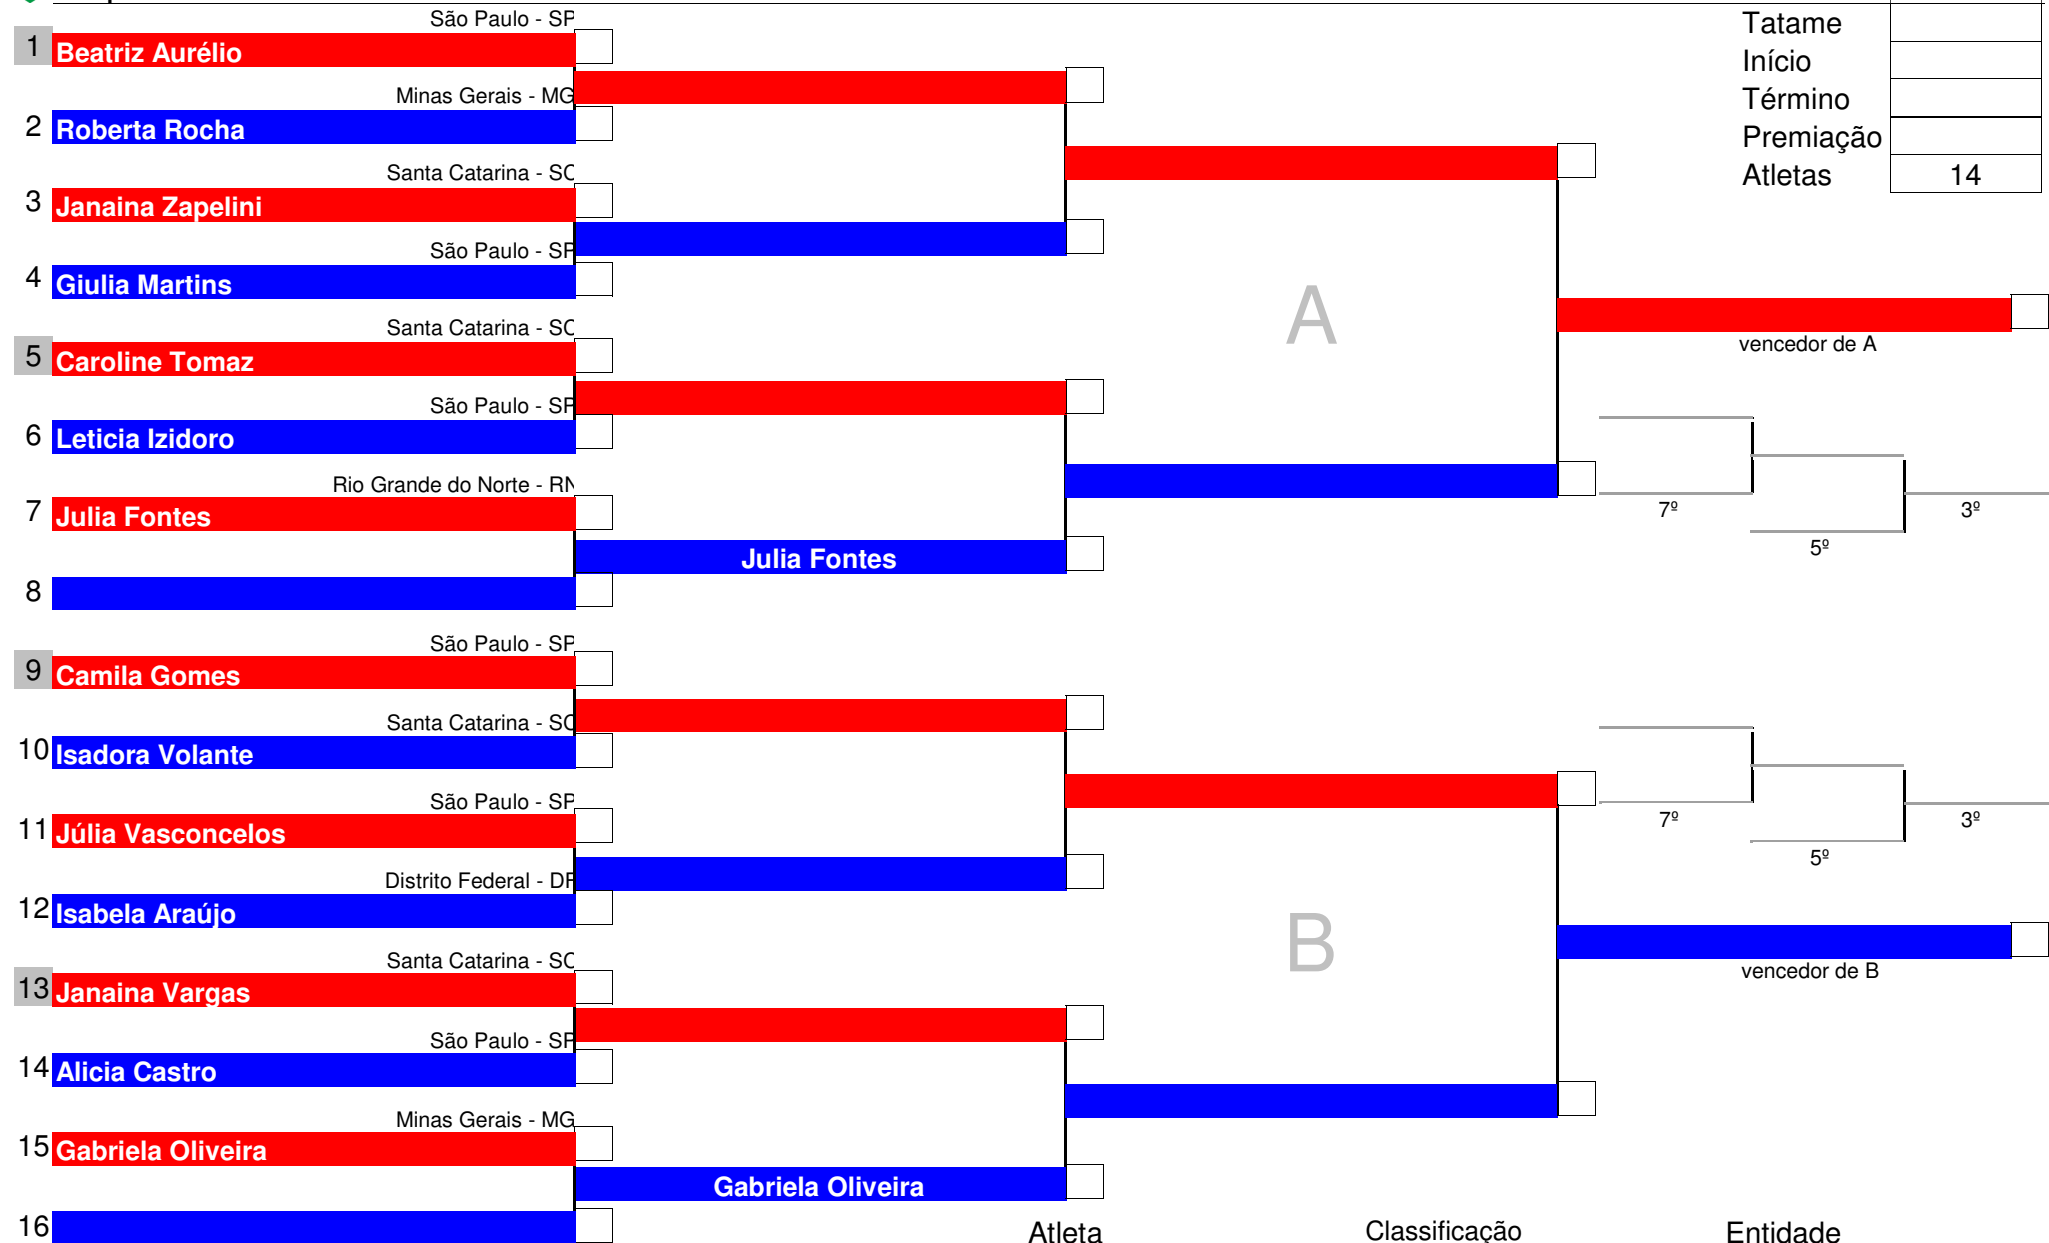 São Paulo - SP
1 Beatriz Aurélio
Minas Gerais - MG
2 Roberta Rocha
Santa Catarina - SC
3 Janaina Zapelini
São Paulo - SP
4 Giulia Martins
Santa Catarina - SC
5 Caroline Tomaz
São Paulo - SP
6 Leticia Izidoro
Rio Grande do Norte - RN
7 Julia Fontes
Julia Fontes
8
São Paulo - SP
9 Camila Gomes
Santa Catarina - SC
10 Isadora Volante
São Paulo - SP
11 Júlia Vasconcelos
Distrito Federal - DF
12 Isabela Araújo
Santa Catarina - SC
13 Janaina Vargas
São Paulo - SP
14 Alicia Castro
Minas Gerais - MG
15 Gabriela Oliveira
Gabriela Oliveira
16
A
B
Tatame
Início
Término
Premiação
Atletas 14
vencedor de A
7º
3º
5º
7º
3º
5º
vencedor de B
Atleta Classificação Entidade